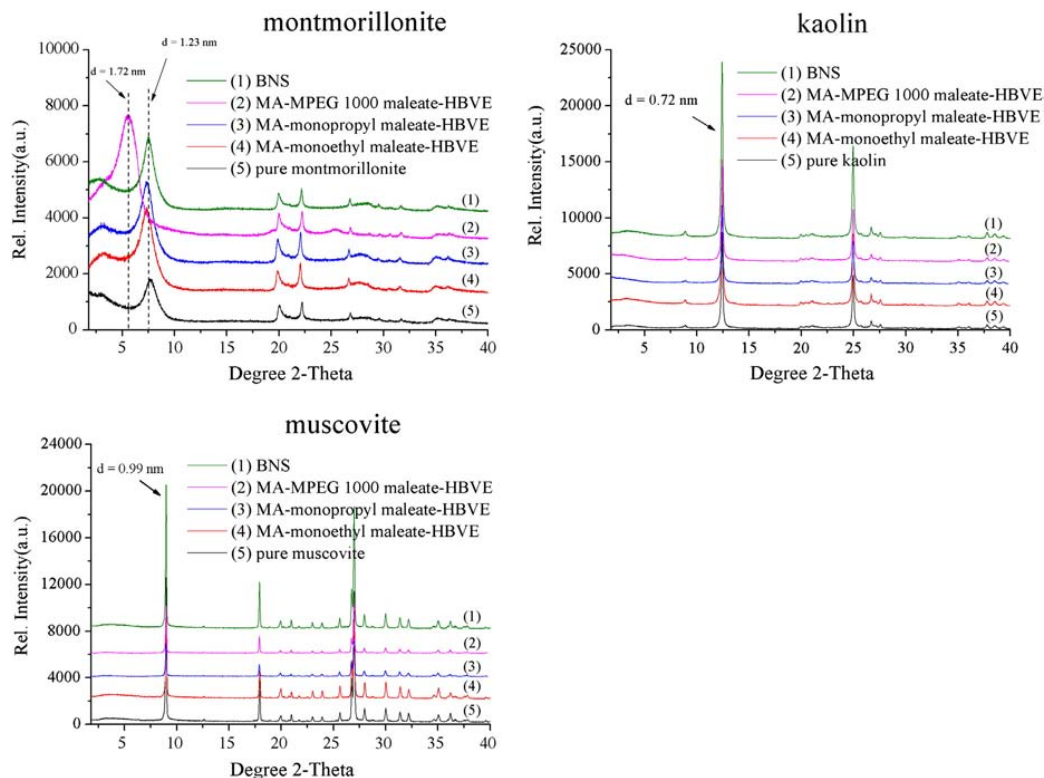 montmorillonite
d = 1.72 nm
d = 1.23 nm
(1) BNS
(2) MA-MPEG 1000 maleate-HBVE
(3) MA-monopropyl maleate-HBVE
(4) MA-monoethyl maleate-HBVE
(5) pure montmorillonite
Rel. Intensity(a.u.)
10000
8000
6000
4000
2000
0
(1)
(2)
(3)
(4)
(5)
5 10 15 20 25 30 35 40
Degree 2-Theta
kaolin
d = 0.72 nm
(1) BNS
(2) MA-MPEG 1000 maleate-HBVE
(3) MA-monopropyl maleate-HBVE
(4) MA-monoethyl maleate-HBVE
(5) pure kaolin
Rel. Intensity(a.u.)
25000
22500
17500
12500
7500
5000
0
(1)
(2)
(3)
(4)
(5)
5 10 15 20 25 30 35 40
Degree 2-Theta
muscovite
d = 0.99 nm
(1) BNS
(2) MA-MPEG 1000 maleate-HBVE
(3) MA-monopropyl maleate-HBVE
(4) MA-monoethyl maleate-HBVE
(5) pure muscovite
Rel. Intensity(a.u.)
24000
20000
16000
12000
8000
4000
0
(1)
(2)
(3)
(4)
(5)
5 10 15 20 25 30 35 40
Degree 2-Theta